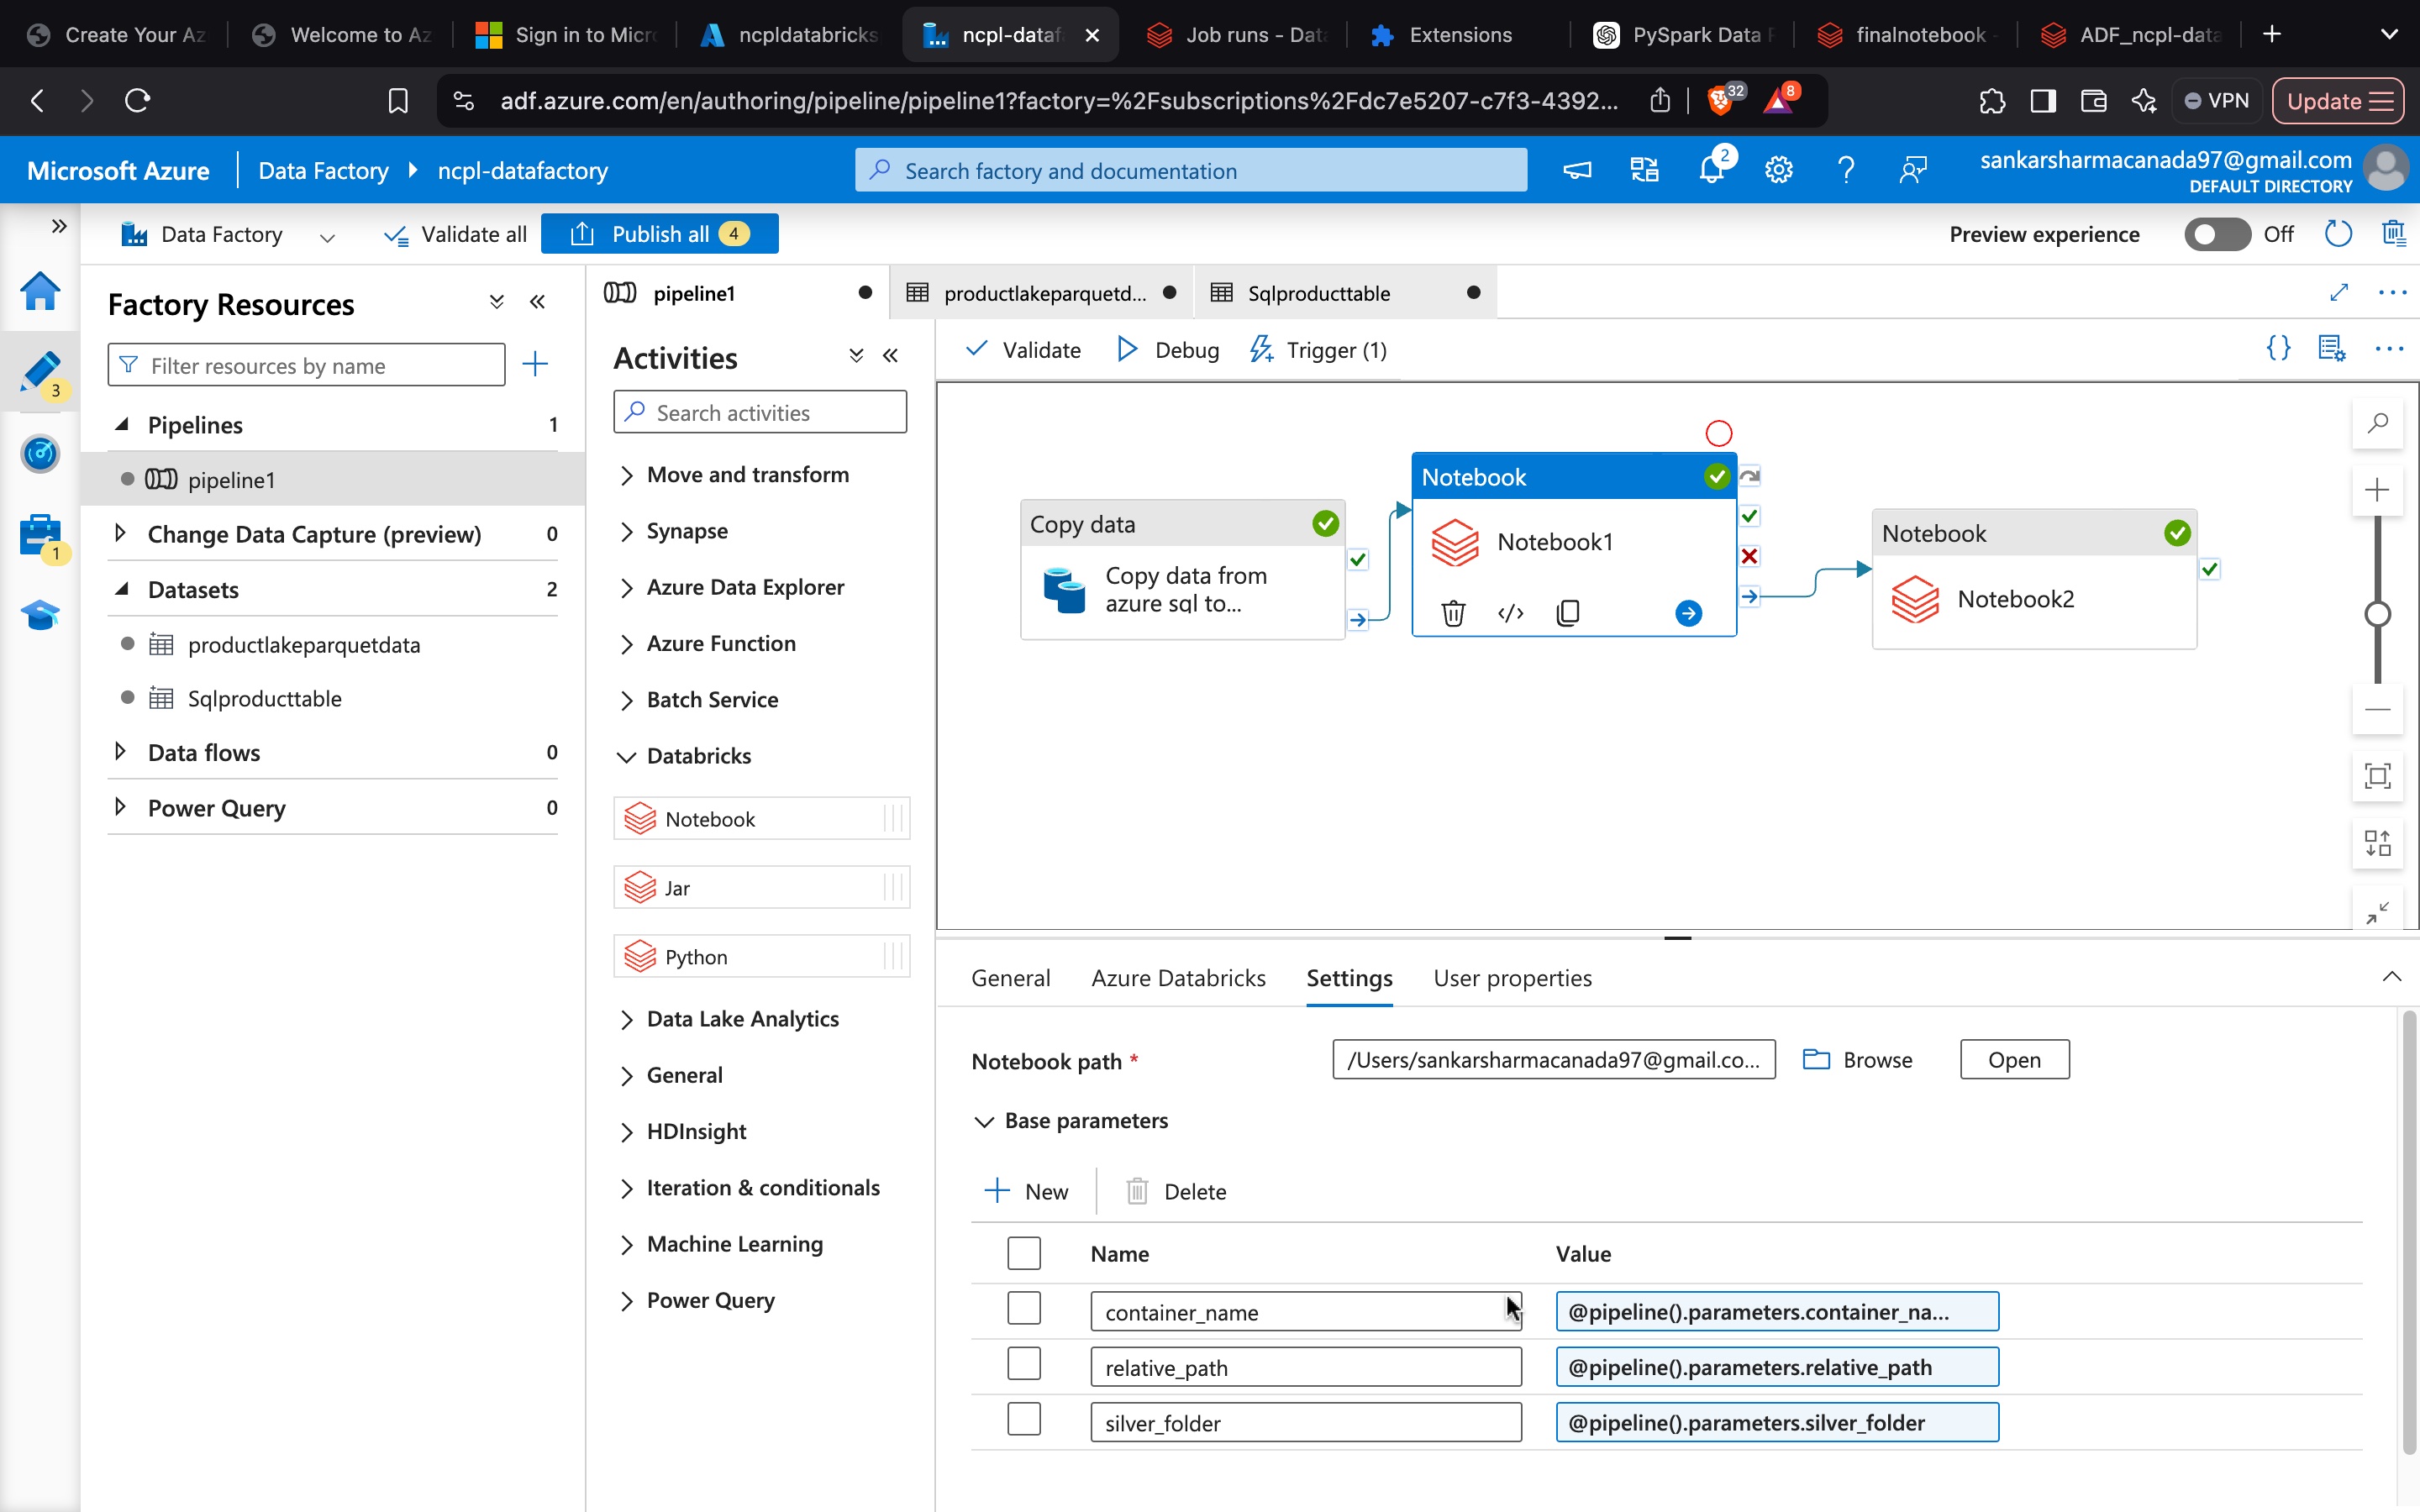 Create Your Az
Welcome to Az
Sign in to Micro
ncpldatabricks
ncpl-dataf
Job runs - Data
Extensions
PySpark Data F
finalnotebook -
ADF_ncpl-data
adf.azure.com/en/authoring/pipeline/pipeline1?factory=%2Fsubscriptions%2Fdc7e5207-c7f3-4392...
32
8
VPN
Update
Microsoft Azure
Data Factory
ncpl-datafactory
Search factory and documentation
2
sankarsharmacanada97@gmail.com
DEFAULT DIRECTORY
Data Factory
Validate all
Publish all 4
Preview experience
Off
3
1
Factory Resources
Filter resources by name
Pipelines 1
pipeline1
Change Data Capture (preview) 0
Datasets 2
productlakeparquetdata
Sqlproducttable
Data flows 0
Power Query 0
pipeline1
productlakeparquetd...
Sqlproducttable
Activities
Search activities
Move and transform
Synapse
Azure Data Explorer
Azure Function
Batch Service
Databricks
Notebook
Jar
Python
Data Lake Analytics
General
HDInsight
Iteration & conditionals
Machine Learning
Power Query
Validate
Debug
Trigger (1)
Copy data
Copy data from
azure sql to...
Notebook
Notebook1
Notebook
Notebook2
General
Azure Databricks
Settings
User properties
Notebook path *
/Users/sankarsharmacanada97@gmail.co...
Browse
Open
Base parameters
New
Delete
Name Value
container_name @pipeline().parameters.container_na...
relative_path @pipeline().parameters.relative_path
silver_folder @pipeline().parameters.silver_folder